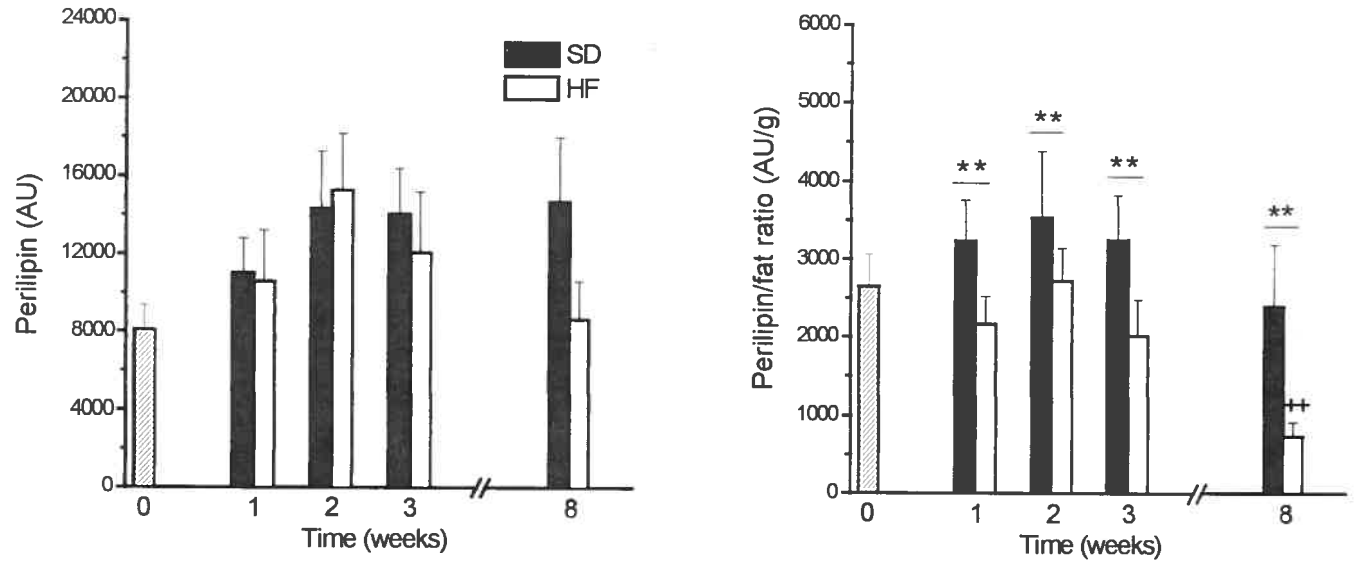 24000
20000
16000
12000
8000
4000
0
Perilipin (AU)
SD
HF
0 1 2 3 8
Time (weeks)
6000
5000
4000
3000
2000
1000
0
Perilipin/fat ratio (AU/g)
**
**
**
**
++
0 1 2 3 8
Time (weeks)